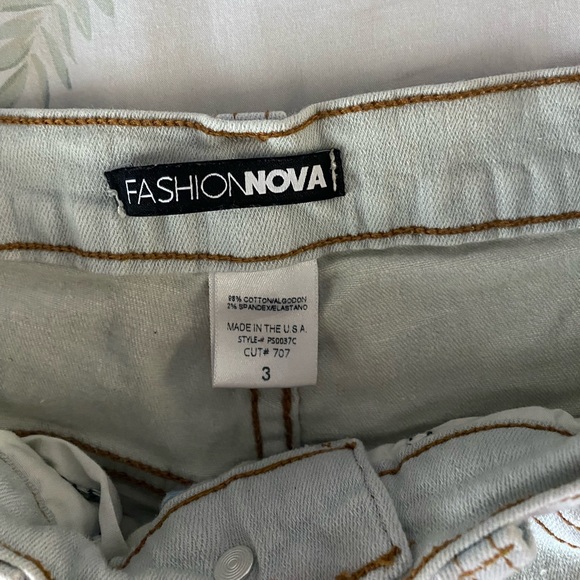 FASHIONNOVA
98% COTTON/ALGODON
2% SPANDEX/ELASTANO
MADE IN THE U.S.A.
STYLE# PS0037C
CUT# 707
3